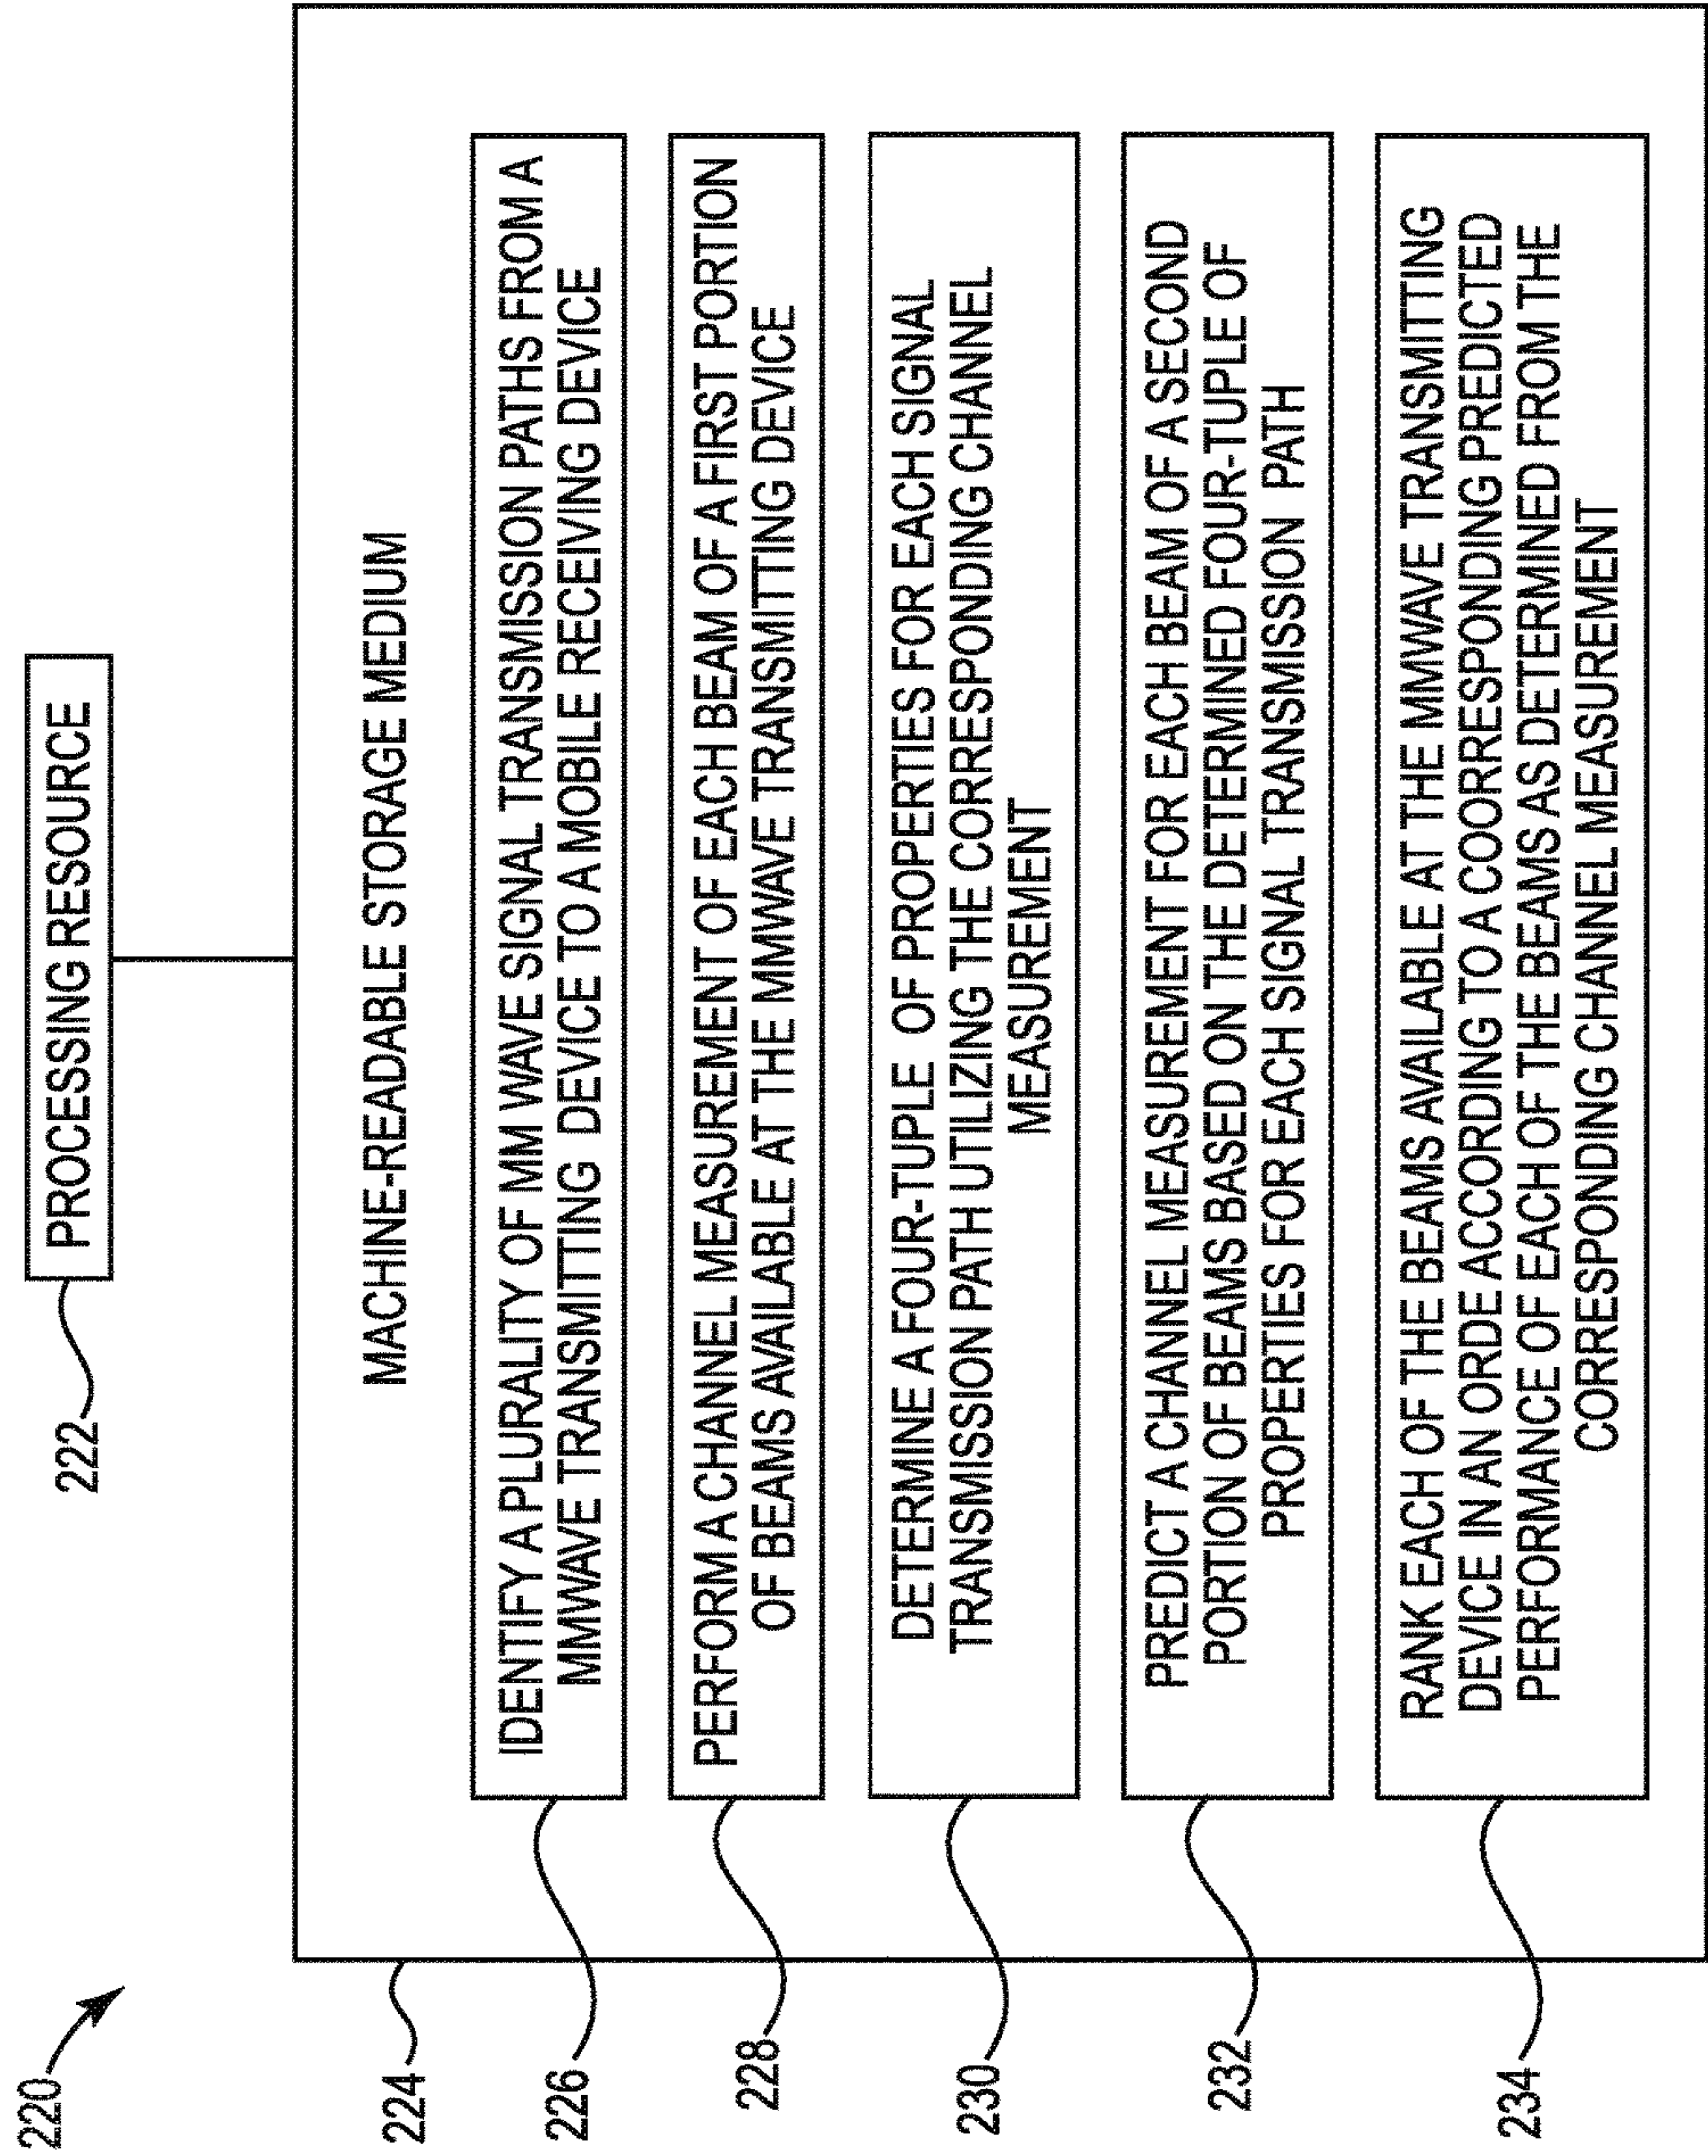 220
PROCESSING RESOURCE
222
224
MACHINE-READABLE STORAGE MEDIUM
226
IDENTIFY A PLURALITY OF MM WAVE SIGNAL TRANSMISSION PATHS FROM A
MMWAVE TRANSMITTING DEVICE TO A MOBILE RECEIVING DEVICE
228
PERFORM A CHANNEL MEASUREMENT OF EACH BEAM OF A FIRST PORTION
OF BEAMS AVAILABLE AT THE MMWAVE TRANSMITTING DEVICE
230
DETERMINE A FOUR-TUPLE OF PROPERTIES FOR EACH SIGNAL
TRANSMISSION PATH UTILIZING THE CORRESPONDING CHANNEL
MEASUREMENT
232
PREDICT A CHANNEL MEASUREMENT FOR EACH BEAM OF A SECOND
PORTION OF BEAMS BASED ON THE DETERMINED FOUR-TUPLE OF
PROPERTIES FOR EACH SIGNAL TRANSMISSION PATH
234
RANK EACH OF THE BEAMS AVAILABLE AT THE MMWAVE TRANSMITTING
DEVICE IN AN ORDE ACCORDING TO A COORRESPONDING PREDICTED
PERFORMANCE OF EACH OF THE BEAMS AS DETERMINED FROM THE
CORRESPONDING CHANNEL MEASUREMENT